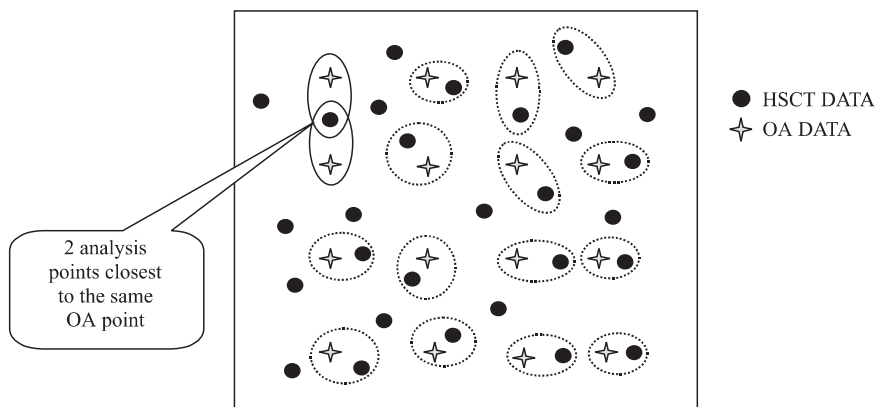 HSCT DATA
OA DATA
2 analysis
points closest
to the same
OA point